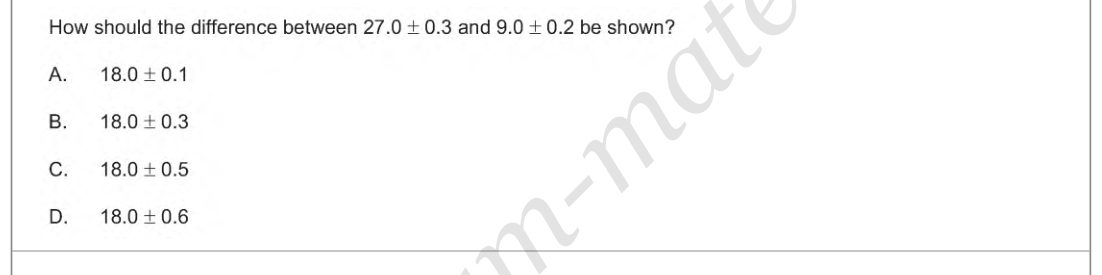 How should the difference between 27.0 ± 0.3 and 9.0 ± 0.2 be shown?
A. 18.0 ± 0.1
B. 18.0 ± 0.3
C. 18.0 ± 0.5
D. 18.0 ± 0.6